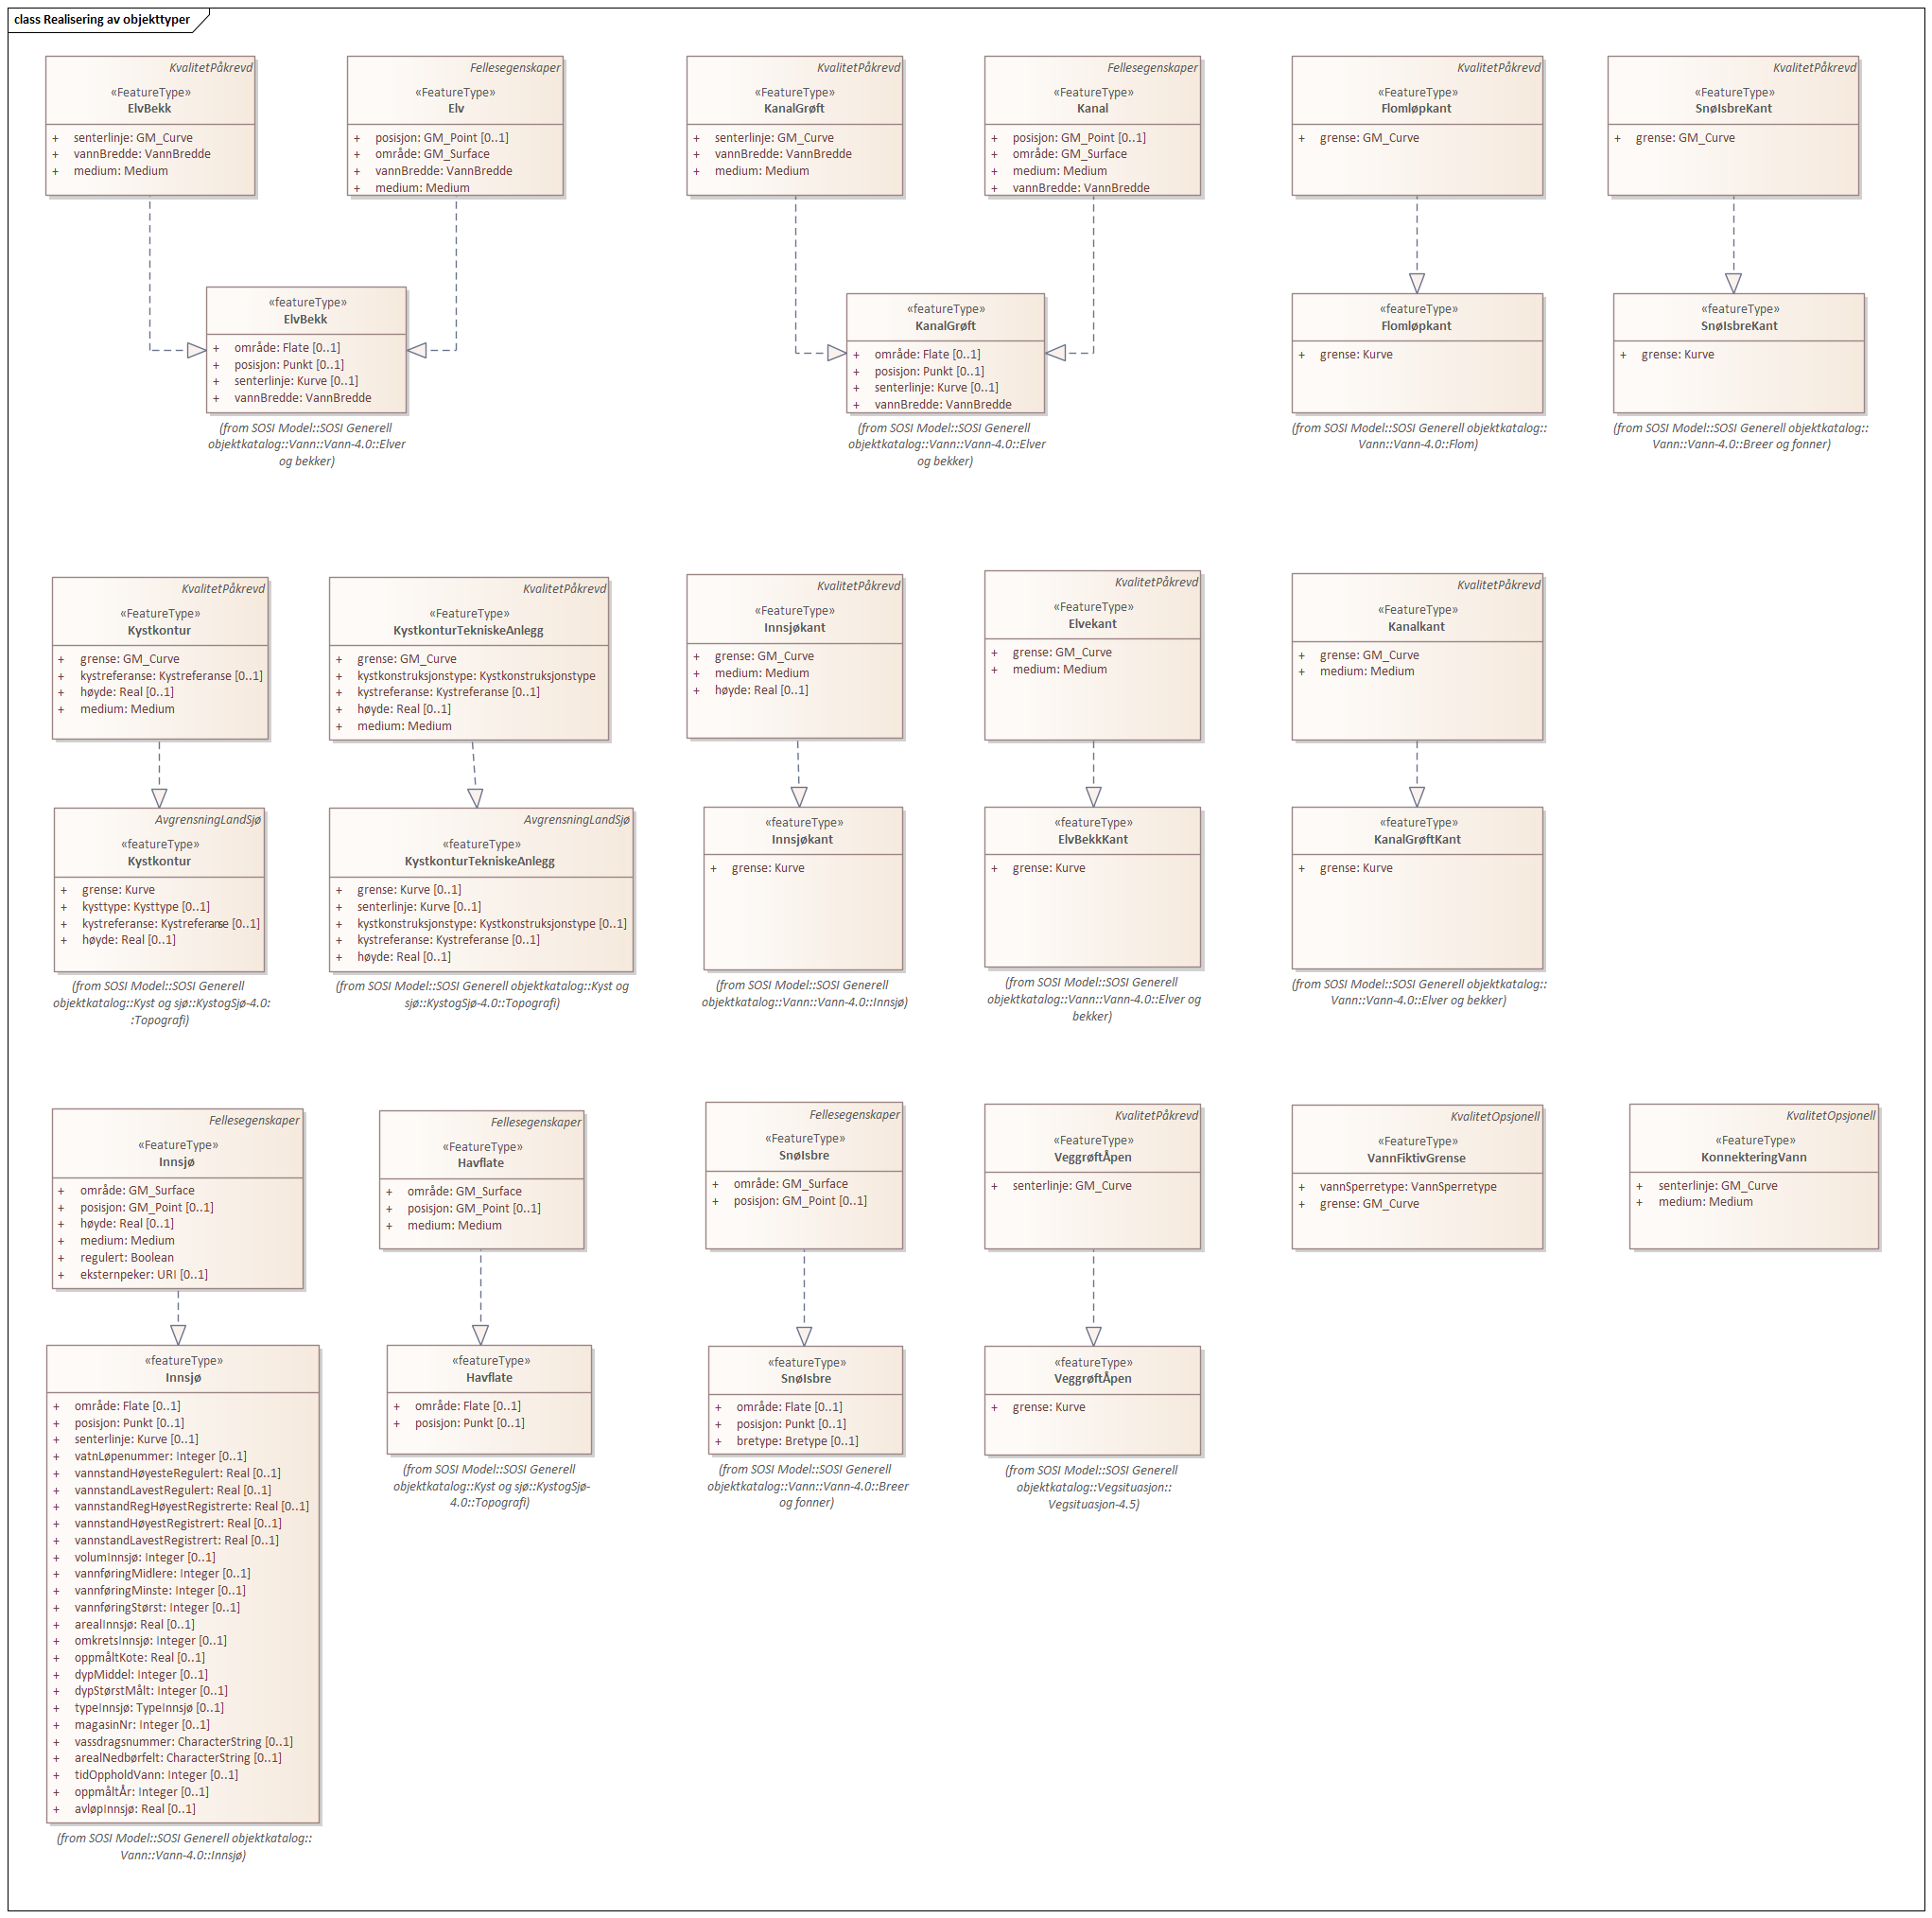 class Realisering av objekttyper
KvalitetPåkrevd
«FeatureType»
ElvBekk
+ senterlinje: GM_Curve
+ vannBredde: VannBredde
+ medium: Medium
Fellesegenskaper
«FeatureType»
Elv
+ posisjon: GM_Point [0..1]
+ område: GM_Surface
+ vannBredde: VannBredde
+ medium: Medium
KvalitetPåkrevd
«FeatureType»
KanalGrøft
+ senterlinje: GM_Curve
+ vannBredde: VannBredde
+ medium: Medium
Fellesegenskaper
«FeatureType»
Kanal
+ posisjon: GM_Point [0..1]
+ område: GM_Surface
+ medium: Medium
+ vannBredde: VannBredde
KvalitetPåkrevd
«FeatureType»
Flomløpkant
+ grense: GM_Curve
KvalitetPåkrevd
«FeatureType»
SnøIsbreKant
+ grense: GM_Curve
«featureType»
ElvBekk
+ område: Flate [0..1]
+ posisjon: Punkt [0..1]
+ senterlinje: Kurve [0..1]
+ vannBredde: VannBredde
(from SOSI Model::SOSI Generell
objektkatalog::Vann::Vann-4.0::Elver
og bekker)
«featureType»
KanalGrøft
+ område: Flate [0..1]
+ posisjon: Punkt [0..1]
+ senterlinje: Kurve [0..1]
+ vannBredde: VannBredde
(from SOSI Model::SOSI Generell
objektkatalog::Vann::Vann-4.0::Elver
og bekker)
«featureType»
Flomløpkant
+ grense: Kurve
(from SOSI Model::SOSI Generell objektkatalog::
Vann::Vann-4.0::Flom)
«featureType»
SnøIsbreKant
+ grense: Kurve
(from SOSI Model::SOSI Generell objektkatalog::
Vann::Vann-4.0::Breer og fonner)
KvalitetPåkrevd
«FeatureType»
Kystkontur
+ grense: GM_Curve
+ kystreferanse: Kystreferanse [0..1]
+ høyde: Real [0..1]
+ medium: Medium
KvalitetPåkrevd
«FeatureType»
KystkonturTekniskeAnlegg
+ grense: GM_Curve
+ kystkonstruksjonstype: Kystkonstruksjonstype
+ kystreferanse: Kystreferanse [0..1]
+ høyde: Real [0..1]
+ medium: Medium
KvalitetPåkrevd
«FeatureType»
Innsjøkant
+ grense: GM_Curve
+ medium: Medium
+ høyde: Real [0..1]
KvalitetPåkrevd
«FeatureType»
Elvekant
+ grense: GM_Curve
+ medium: Medium
KvalitetPåkrevd
«FeatureType»
Kanalkant
+ grense: GM_Curve
+ medium: Medium
AvgrensningLandSjø
«featureType»
Kystkontur
+ grense: Kurve
+ kysttype: Kysttype [0..1]
+ kystreferanse: Kystreferanse [0..1]
+ høyde: Real [0..1]
(from SOSI Model::SOSI Generell
objektkatalog::Kyst og sjø::KystogSjø-4.0:
:Topografi)
AvgrensningLandSjø
«featureType»
KystkonturTekniskeAnlegg
+ grense: Kurve [0..1]
+ senterlinje: Kurve [0..1]
+ kystkonstruksjonstype: Kystkonstruksjonstype [0..1]
+ kystreferanse: Kystreferanse [0..1]
+ høyde: Real [0..1]
(from SOSI Model::SOSI Generell objektkatalog::Kyst og
sjø::KystogSjø-4.0::Topografi)
«featureType»
Innsjøkant
+ grense: Kurve
(from SOSI Model::SOSI Generell
objektkatalog::Vann::Vann-4.0::Innsjø)
«featureType»
ElvBekkKant
+ grense: Kurve
(from SOSI Model::SOSI Generell
objektkatalog::Vann::Vann-4.0::Elver og
bekker)
«featureType»
KanalGrøftKant
+ grense: Kurve
(from SOSI Model::SOSI Generell objektkatalog::
Vann::Vann-4.0::Elver og bekker)
Fellesegenskaper
«FeatureType»
Innsjø
+ område: GM_Surface
+ posisjon: GM_Point [0..1]
+ høyde: Real [0..1]
+ medium: Medium
+ regulert: Boolean
+ eksternpeker: URI [0..1]
Fellesegenskaper
«FeatureType»
Havflate
+ område: GM_Surface
+ posisjon: GM_Point [0..1]
+ medium: Medium
Fellesegenskaper
«FeatureType»
SnøIsbre
+ område: GM_Surface
+ posisjon: GM_Point [0..1]
KvalitetPåkrevd
«FeatureType»
VeggrøftÅpen
+ senterlinje: GM_Curve
KvalitetOpsjonell
«FeatureType»
VannFiktivGrense
+ vannSperretype: VannSperretype
+ grense: GM_Curve
KvalitetOpsjonell
«FeatureType»
KonnekteringVann
+ senterlinje: GM_Curve
+ medium: Medium
«featureType»
Innsjø
+ område: Flate [0..1]
+ posisjon: Punkt [0..1]
+ senterlinje: Kurve [0..1]
+ vatnLøpenummer: Integer [0..1]
+ vannstandHøyesteRegulert: Real [0..1]
+ vannstandLavestRegulert: Real [0..1]
+ vannstandRegHøyestRegistrerte: Real [0..1]
+ vannstandHøyestRegistrert: Real [0..1]
+ vannstandLavestRegistrert: Real [0..1]
+ volumInnsjø: Integer [0..1]
+ vannføringMidlere: Integer [0..1]
+ vannføringMinste: Integer [0..1]
+ vannføringStørst: Integer [0..1]
+ arealInnsjø: Real [0..1]
+ omkretsInnsjø: Integer [0..1]
+ oppmåltKote: Real [0..1]
+ dypMiddel: Integer [0..1]
+ dypStørstMålt: Integer [0..1]
+ typeInnsjø: TypeInnsjø [0..1]
+ magasinNr: Integer [0..1]
+ vassdragsnummer: CharacterString [0..1]
+ arealNedbørfelt: CharacterString [0..1]
+ tidOppholdVann: Integer [0..1]
+ oppmåltÅr: Integer [0..1]
+ avløpInnsjø: Real [0..1]
(from SOSI Model::SOSI Generell objektkatalog::
Vann::Vann-4.0::Innsjø)
«featureType»
Havflate
+ område: Flate [0..1]
+ posisjon: Punkt [0..1]
(from SOSI Model::SOSI Generell
objektkatalog::Kyst og sjø::KystogSjø-
4.0::Topografi)
«featureType»
SnøIsbre
+ område: Flate [0..1]
+ posisjon: Punkt [0..1]
+ bretype: Bretype [0..1]
(from SOSI Model::SOSI Generell
objektkatalog::Vann::Vann-4.0::Breer
og fonner)
«featureType»
VeggrøftÅpen
+ grense: Kurve
(from SOSI Model::SOSI Generell
objektkatalog::Vegsituasjon::
Vegsituasjon-4.5)